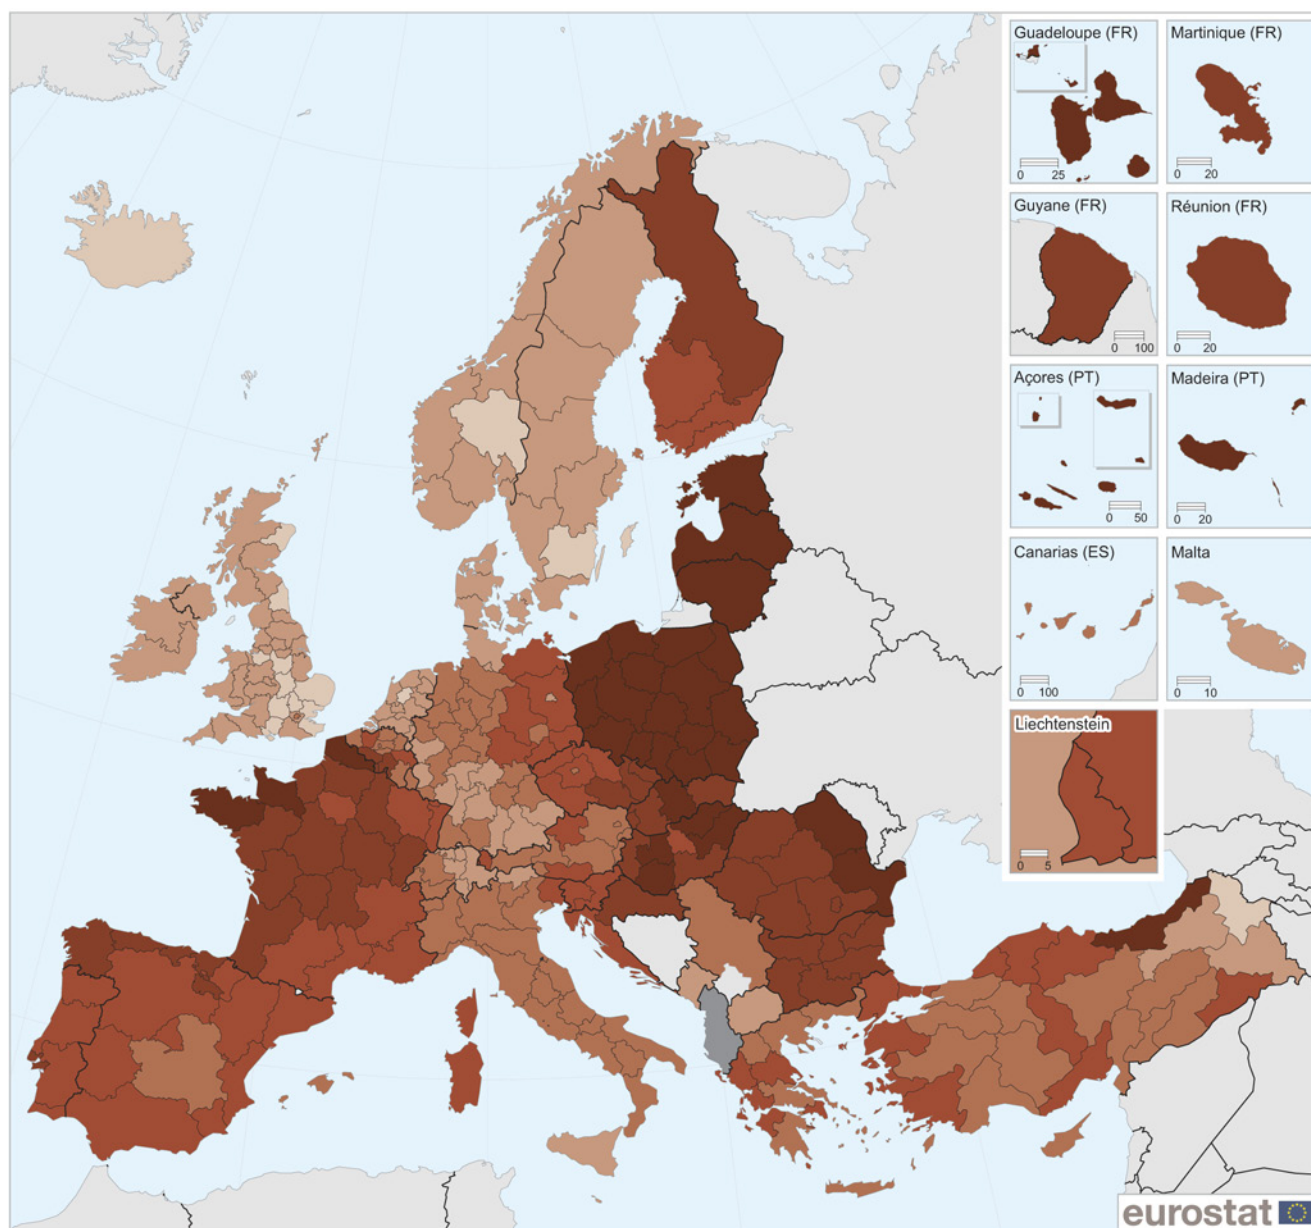 Guadeloupe (FR)
0 25
Martinique (FR)
0 20
Guyane (FR)
0 100
Réunion (FR)
0 20
Açores (PT)
0 50
Madeira (PT)
0 20
Canarias (ES)
0 100
Malta
0 10
Liechtenstein
0 5
eurostat